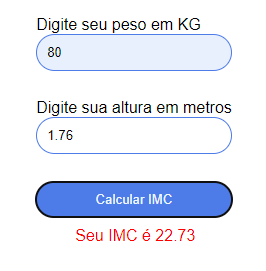 Digite seu peso em KG
80
Digite sua altura em metros
1.76
Calcular IMC
Seu IMC é 22.73